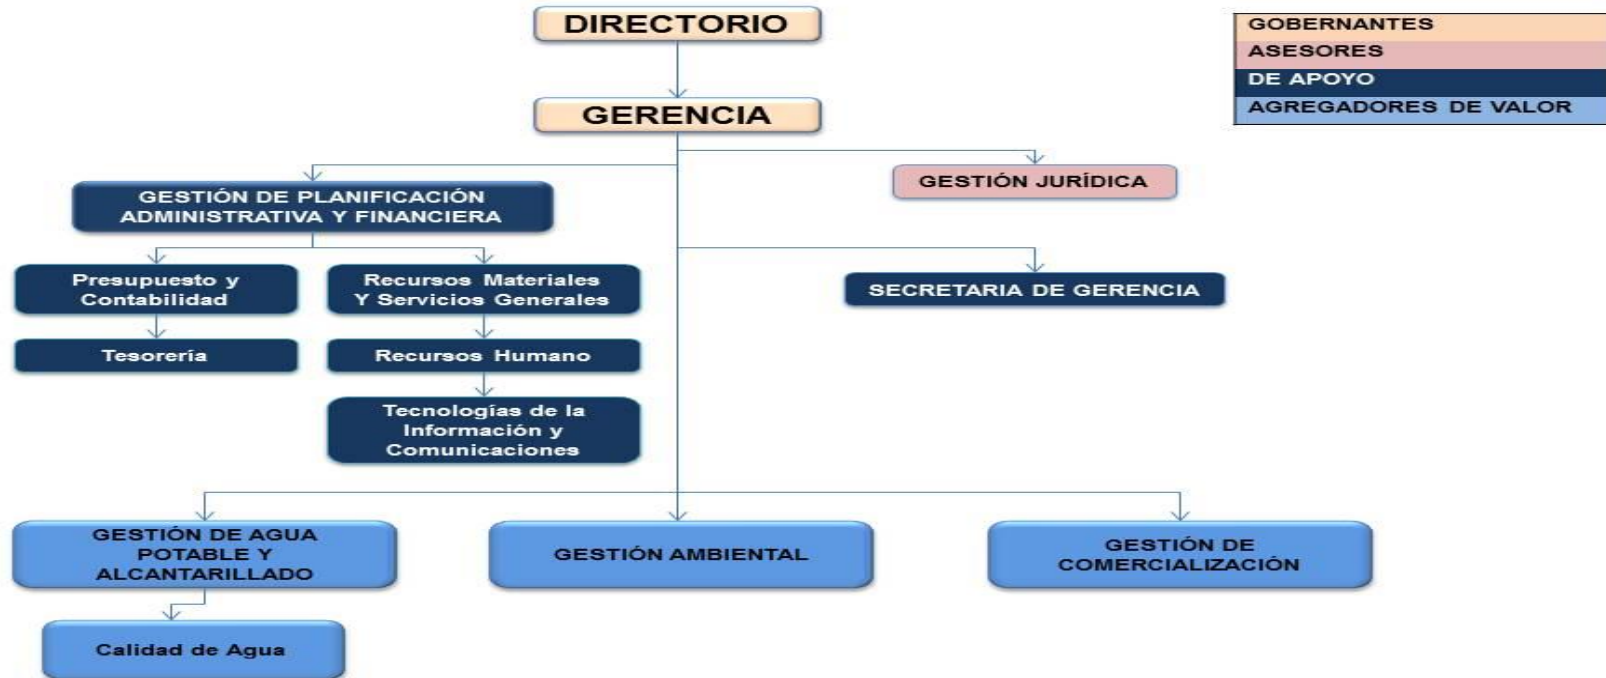 DIRECTORIO
GOBERNANTES
ASESORES
DE APOYO
AGREGADORES DE VALOR
GERENCIA
GESTIÓN JURÍDICA
GESTIÓN DE PLANIFICACIÓN
ADMINISTRATIVA Y FINANCIERA
Presupuesto y
Contabilidad
Recursos Materiales
Y Servicios Generales
SECRETARIA DE GERENCIA
Tesorería
Recursos Humano
Tecnologías de la
Información y
Comunicaciones
GESTIÓN DE AGUA
POTABLE Y
ALCANTARILLADO
GESTIÓN AMBIENTAL
GESTIÓN DE
COMERCIALIZACIÓN
Calidad de Agua